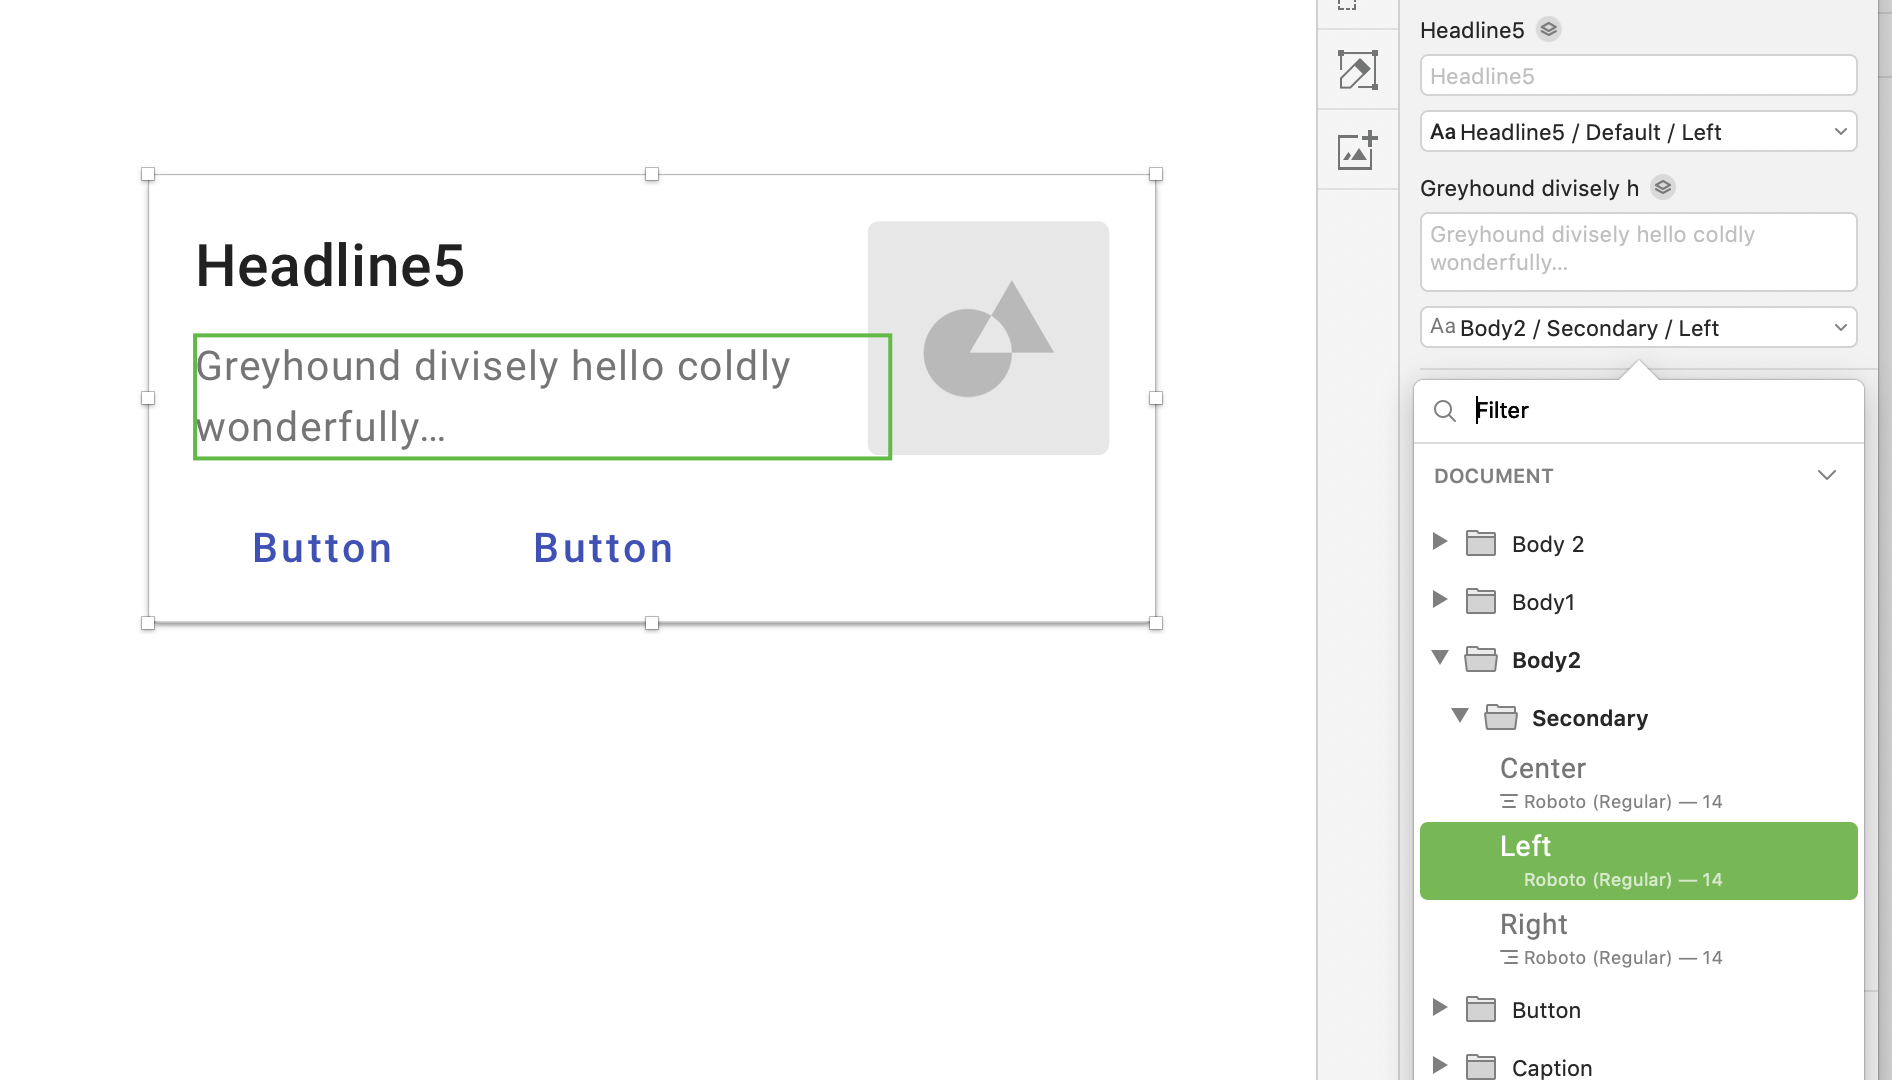 Headline5
Greyhound divisely hello coldly
wonderfully...
Button Button
Headline5
Headline5
Aa Headline5 / Default / Left
Greyhound divisely h
Greyhound divisely hello coldly
wonderfully...
Aa Body2 / Secondary / Left
Filter
DOCUMENT
Body 2
Body1
Body2
Secondary
Center
Roboto (Regular) — 14
Left
Roboto (Regular) — 14
Right
Roboto (Regular) — 14
Button
Caption